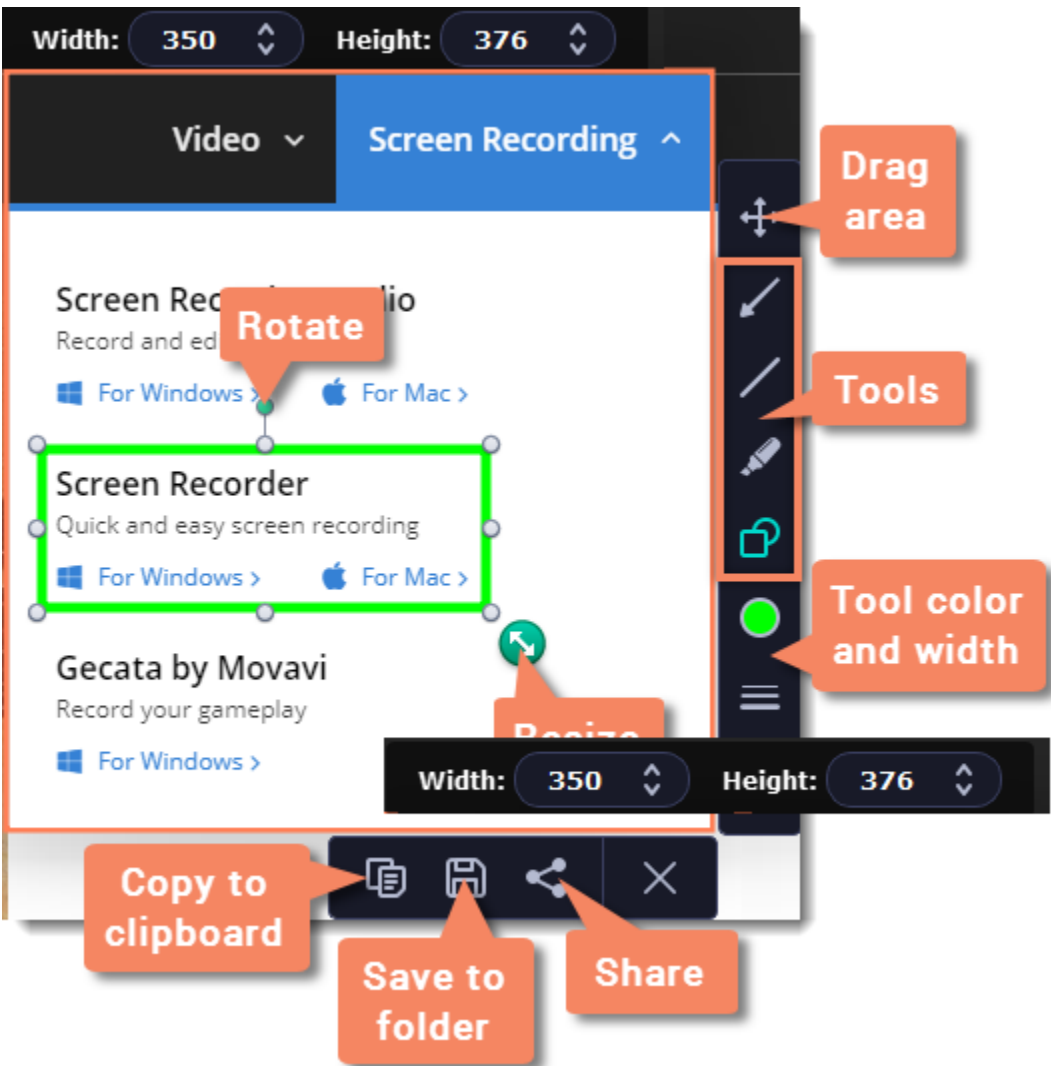 Width: 350 Height: 376
Video Screen Recording
Drag
area
Screen Rec lio
Rotate
Record and ed
For Windows > For Mac >
Tools
Screen Recorder
Quick and easy screen recording
For Windows > For Mac >
Tool color
and width
Gecata by Movavi
Record your gameplay
Resize
For Windows >
Width: 350 Height: 376
Copy to
clipboard
Save to
folder
Share